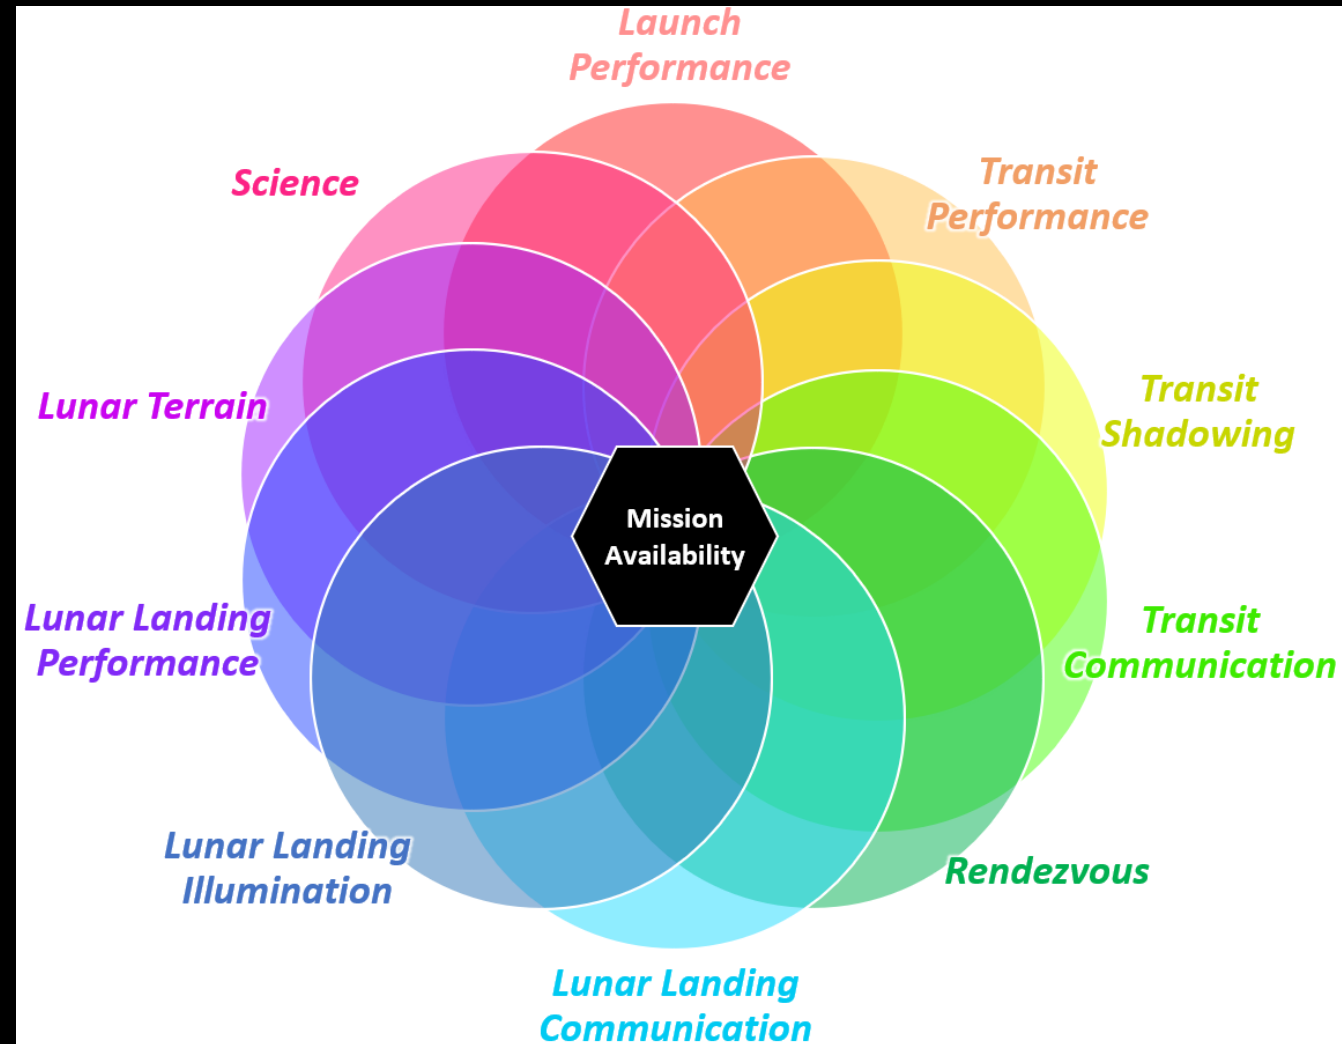 Launch
Performance
Science
Transit
Performance
Lunar Terrain
Transit
Shadowing
Mission
Availability
Lunar Landing
Performance
Transit
Communication
Lunar Landing
Illumination
Rendezvous
Lunar Landing
Communication